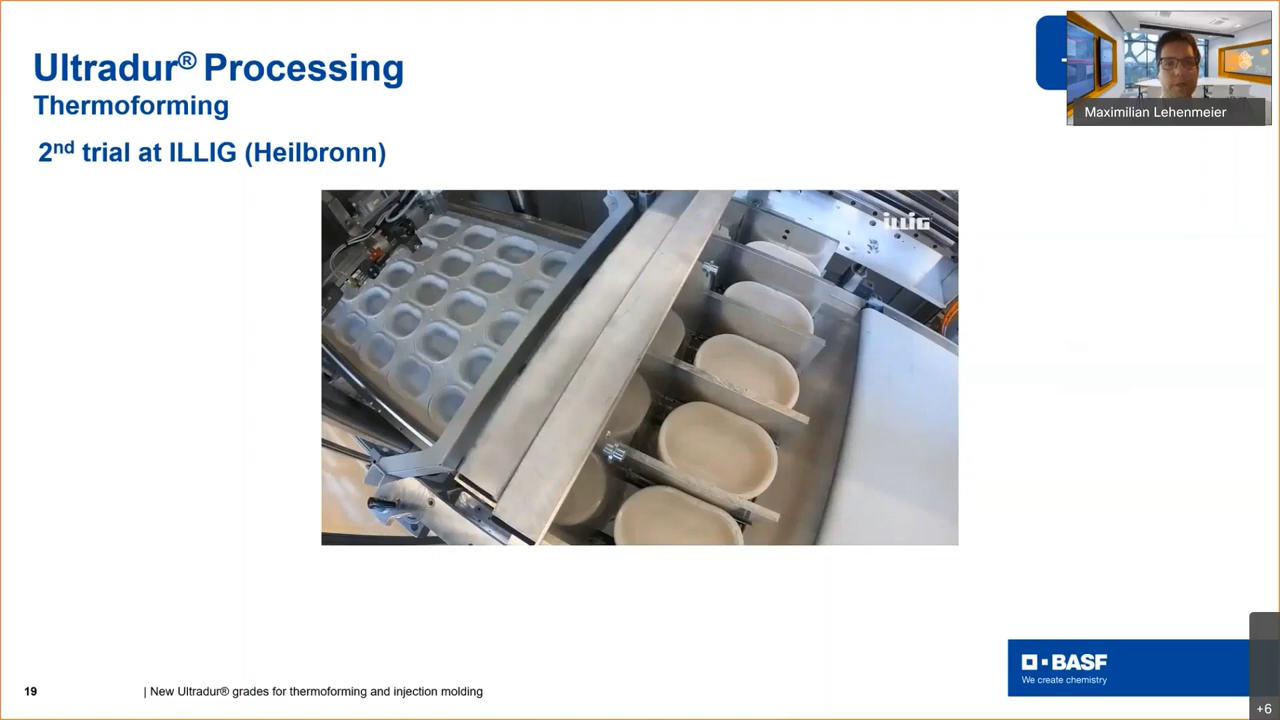 Ultradur® Processing
Thermoforming
2nd trial at ILLIG (Heilbronn)
Maximilian Lehenmeier
ILLIG
BASF
We create chemistry
19
| New Ultradur® grades for thermoforming and injection molding
+6